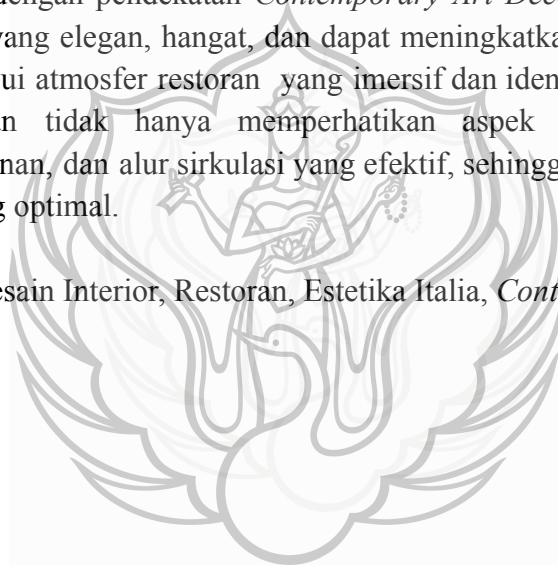 dengan pendekatan Contemporary Art Dec
yang elegan, hangat, dan dapat meningkatka
ui atmosfer restoran yang imersif dan iden
n tidak hanya memperhatikan aspek
nan, dan alur sirkulasi yang efektif, sehingg
g optimal.
esain Interior, Restoran, Estetika Italia, Cont